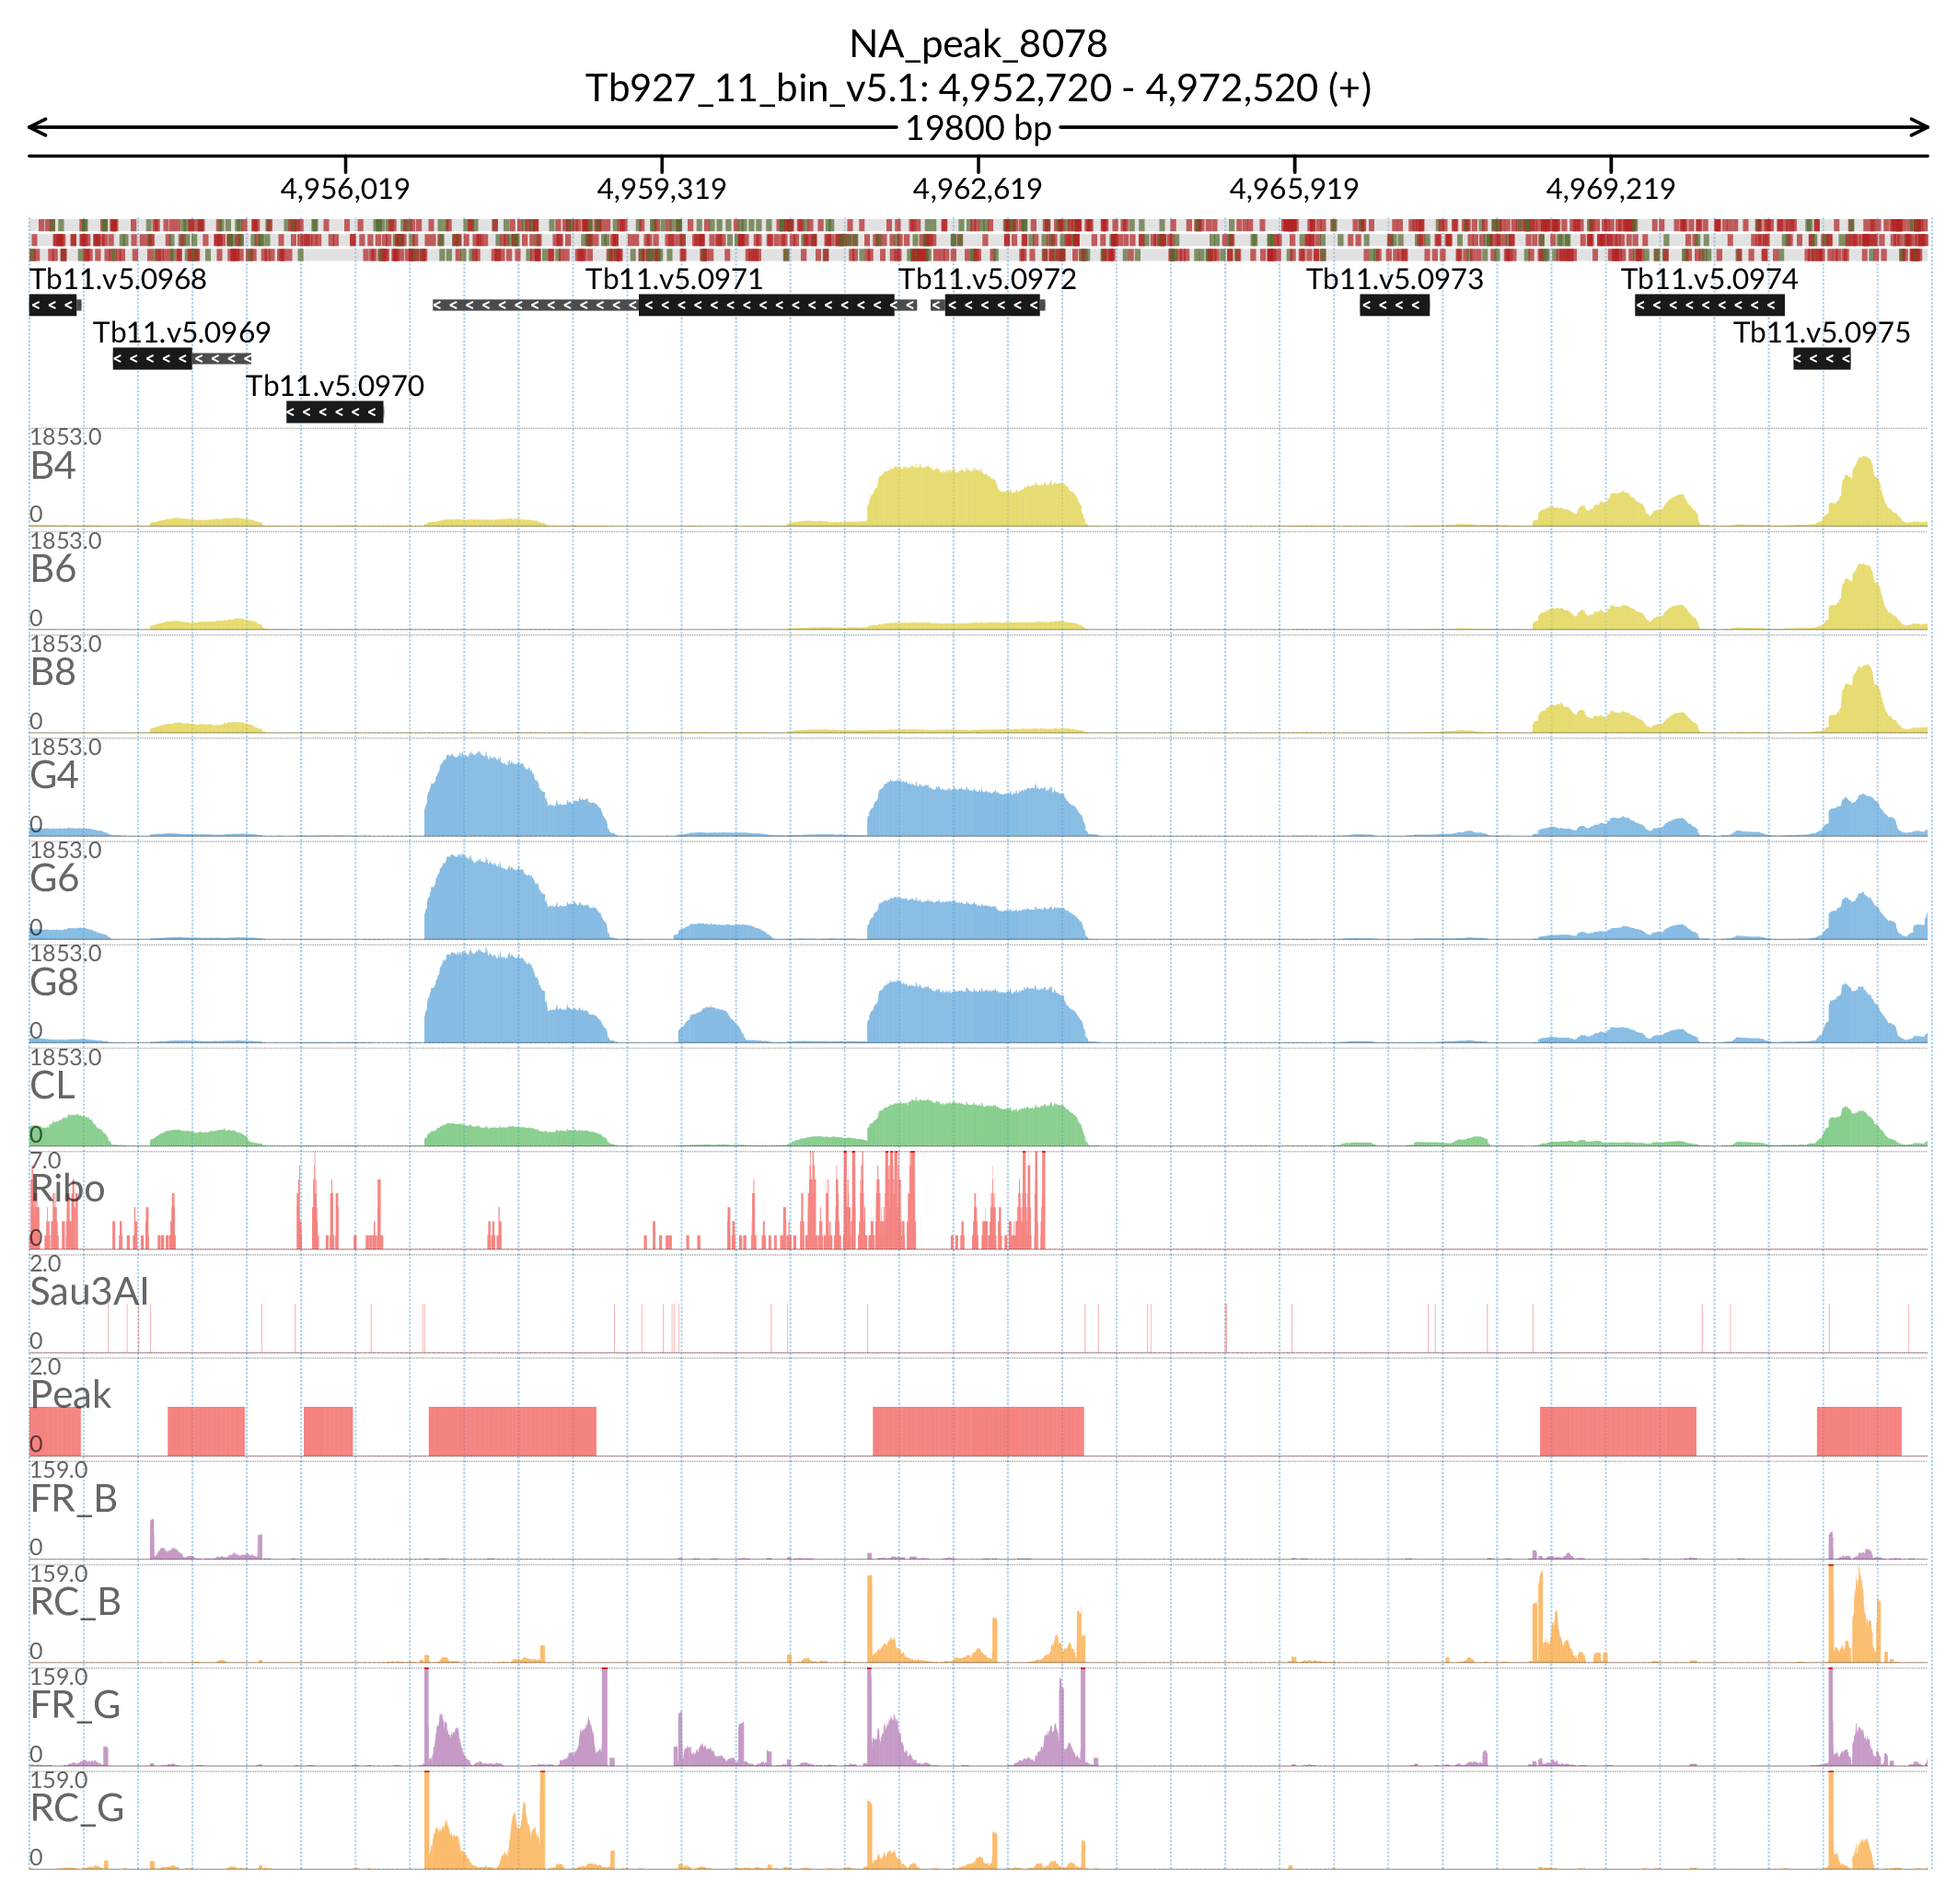 NA_peak_8078
Tb927_11_bin_v5.1: 4,952,720 - 4,972,520 (+)
19800 bp
4,956,019 4,959,319 4,962,619 4,965,919 4,969,219
Tb11.v5.0968 Tb11.v5.0971 Tb11.v5.0972 Tb11.v5.0973 Tb11.v5.0974
Tb11.v5.0969 Tb11.v5.0975
Tb11.v5.0970
1853.0
B4
0
1853.0
B6
0
1853.0
B8
0
1853.0
G4
0
1853.0
G6
0
1853.0
G8
0
1853.0
CL
0
7.0
Ribo
0
2.0
Sau3AI
0
2.0
Peak
0
159.0
FR_B
0
159.0
RC_B
0
159.0
FR_G
0
159.0
RC_G
0